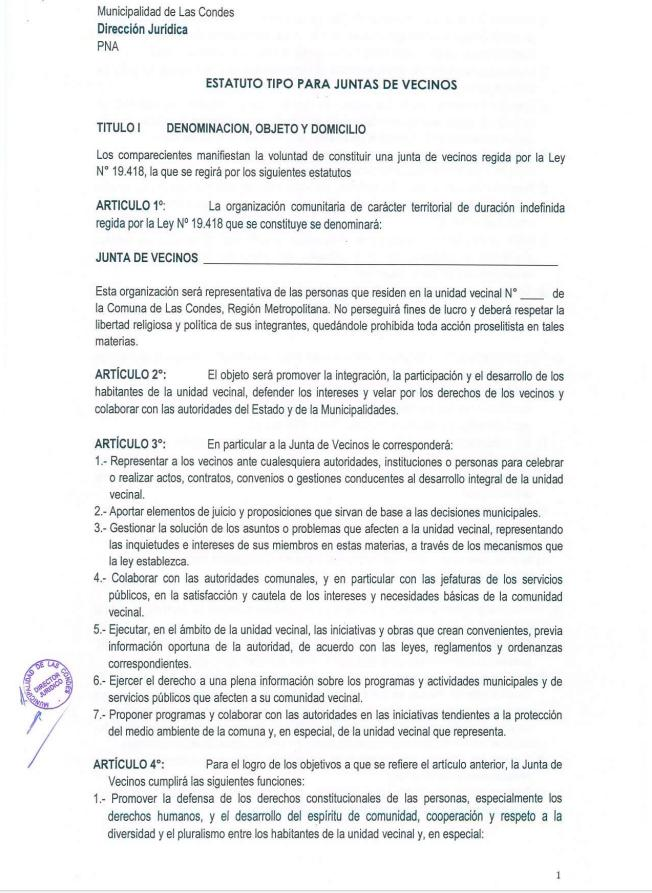 Municipalidad de Las Condes
Dirección Jurídica
PNA
ESTATUTO TIPO PARA JUNTAS DE VECINOS
TITULO I DENOMINACION, OBJETO Y DOMICILIO
Los comparecientes manifiestan la voluntad de constituir una junta de vecinos regida por la Ley
N° 19.418, la que se regirá por los siguientes estatutos
ARTICULO 1º: La organización comunitaria de carácter territorial de duración indefinida
regida por la Ley Nº 19.418 que se constituye se denominará:
JUNTA DE VECINOS ____________________
Esta organización será representativa de las personas que residen en la unidad vecinal N° ____ de
la Comuna de Las Condes, Región Metropolitana. No perseguirá fines de lucro y deberá respetar la
libertad religiosa y política de sus integrantes, quedándole prohibida toda acción proselitista en tales
materias.
ARTÍCULO 2º: El objeto será promover la integración, la participación y el desarrollo de los
habitantes de la unidad vecinal, defender los intereses y velar por los derechos de los vecinos y
colaborar con las autoridades del Estado y de la Municipalidades.
ARTÍCULO 3º: En particular a la Junta de Vecinos le corresponderá:
1.- Representar a los vecinos ante cualesquiera autoridades, instituciones o personas para celebrar
o realizar actos, contratos, convenios o gestiones conducentes al desarrollo integral de la unidad
vecinal.
2.- Aportar elementos de juicio y proposiciones que sirvan de base a las decisiones municipales.
3.- Gestionar la solución de los asuntos o problemas que afecten a la unidad vecinal, representando
las inquietudes e intereses de sus miembros en estas materias, a través de los mecanismos que
la ley establezca.
4.- Colaborar con las autoridades comunales, y en particular con las jefaturas de los servicios
públicos, en la satisfacción y cautela de los intereses y necesidades básicas de la comunidad
vecinal.
5.- Ejecutar, en el ámbito de la unidad vecinal, las iniciativas y obras que crean convenientes, previa
información oportuna de la autoridad, de acuerdo con las leyes, reglamentos y ordenanzas
correspondientes.
6.- Ejercer el derecho a una plena información sobre los programas y actividades municipales y de
servicios públicos que afecten a su comunidad vecinal.
7.- Proponer programas y colaborar con las autoridades en las iniciativas tendientes a la protección
del medio ambiente de la comuna y, en especial, de la unidad vecinal que representa.
MUNICIPALIDAD DE LAS CONDES
DIRECTOR
JURIDICO
ARTÍCULO 4º: Para el logro de los objetivos a que se refiere el artículo anterior, la Junta de
Vecinos cumplirá las siguientes funciones:
1.- Promover la defensa de los derechos constitucionales de las personas, especialmente los
derechos humanos, y el desarrollo del espíritu de comunidad, cooperación y respeto a la
diversidad y el pluralismo entre los habitantes de la unidad vecinal y, en especial:
1